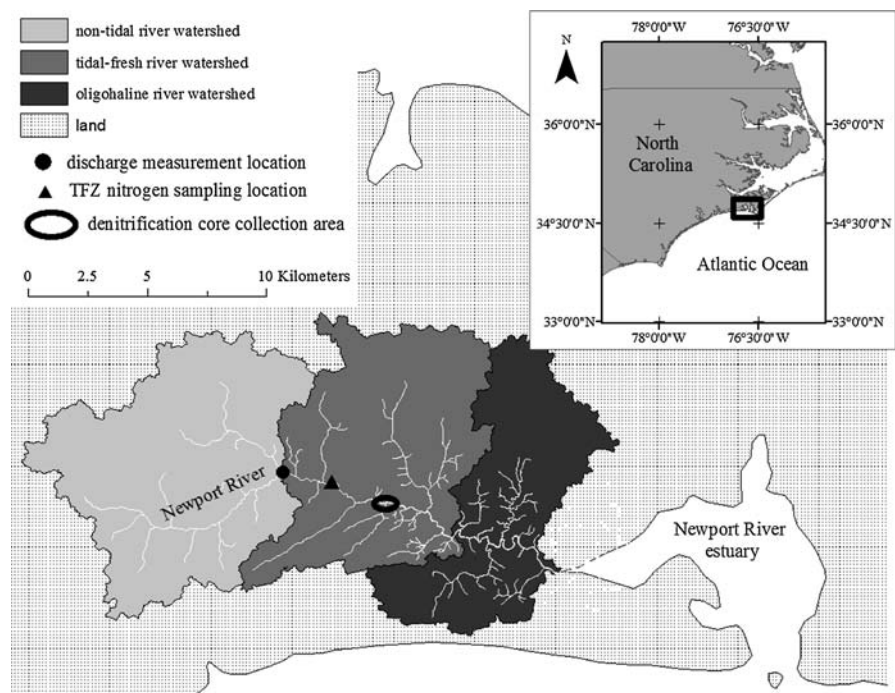 non-tidal river watershed
tidal-fresh river watershed
oligohaline river watershed
land
discharge measurement location
TFZ nitrogen sampling location
denitrification core collection area
0 5 10 Kilometers
2.5
N
78°0'0"W 76°30'0"W
36°0'0"N
34°30'0"N
33°0'0"N
North
Carolina
Atlantic Ocean
36°0'0"N
34°30'0"N
33°0'0"N
78°0'0"W 76°30'0"W
Newport River
Newport River
estuary